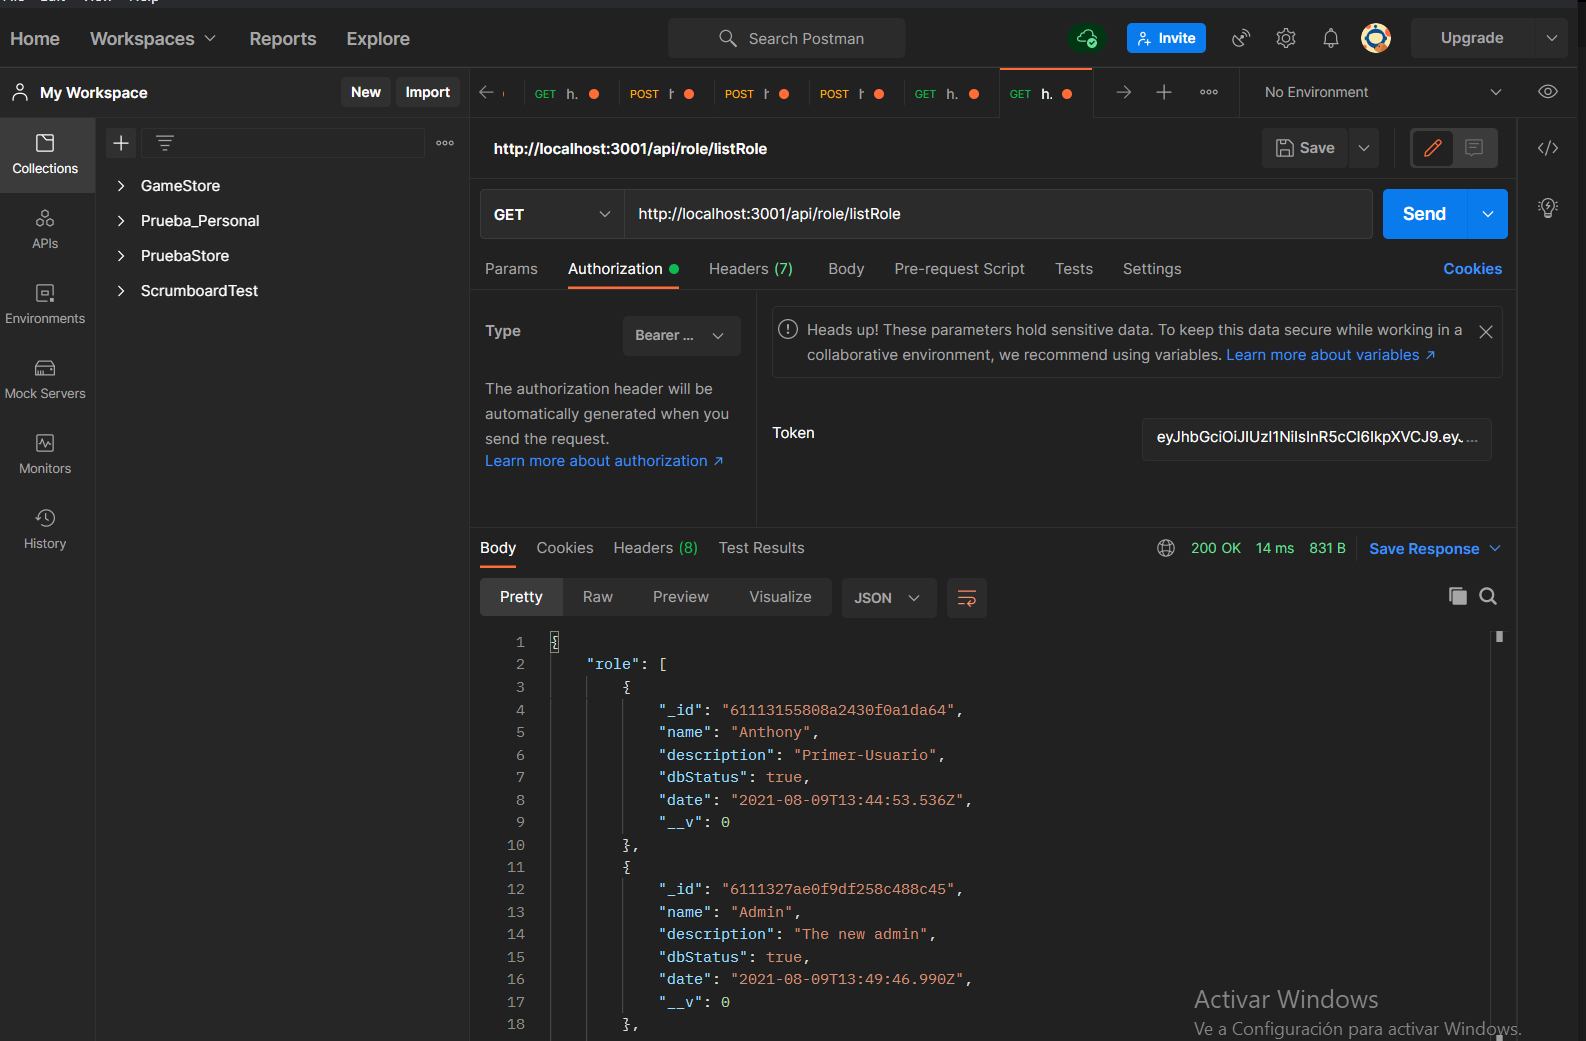 Home Workspaces Reports Explore Search Postman Invite Upgrade
My Workspace New Import
GET h. POST POST POST GET h. GET h. No Environment
Collections
APIs
Environments
Mock Servers
Monitors
History
GameStore
Prueba_Personal
PruebaStore
ScrumboardTest
http://localhost:3001/api/role/listRole Save
GET http://localhost:3001/api/role/listRole Send
Params Authorization Headers (7) Body Pre-request Script Tests Settings Cookies
Type Bearer ...
The authorization header will be
automatically generated when you
send the request.
Learn more about authorization ↗
Heads up! These parameters hold sensitive data. To keep this data secure while working in a
collaborative environment, we recommend using variables. Learn more about variables ↗
Token eyJhbGciOiJIUzI1NiIsInR5cCI6IkpXVCJ9.eyJ...
Body Cookies Headers (8) Test Results 200 OK 14 ms 831 B Save Response
Pretty Raw Preview Visualize JSON
1 {
2 "role": [
3 {
4 "_id": "61113155808a2430f0a1da64",
5 "name": "Anthony",
6 "description": "Primer-Usuario",
7 "dbStatus": true,
8 "date": "2021-08-09T13:44:53.536Z",
9 "__v": 0
10 },
11 {
12 "_id": "6111327ae0f9df258c488c45",
13 "name": "Admin",
14 "description": "The new admin",
15 "dbStatus": true,
16 "date": "2021-08-09T13:49:46.990Z",
17 "__v": 0
18 },
Activar Windows
Ve a Configuración para activar Windows.